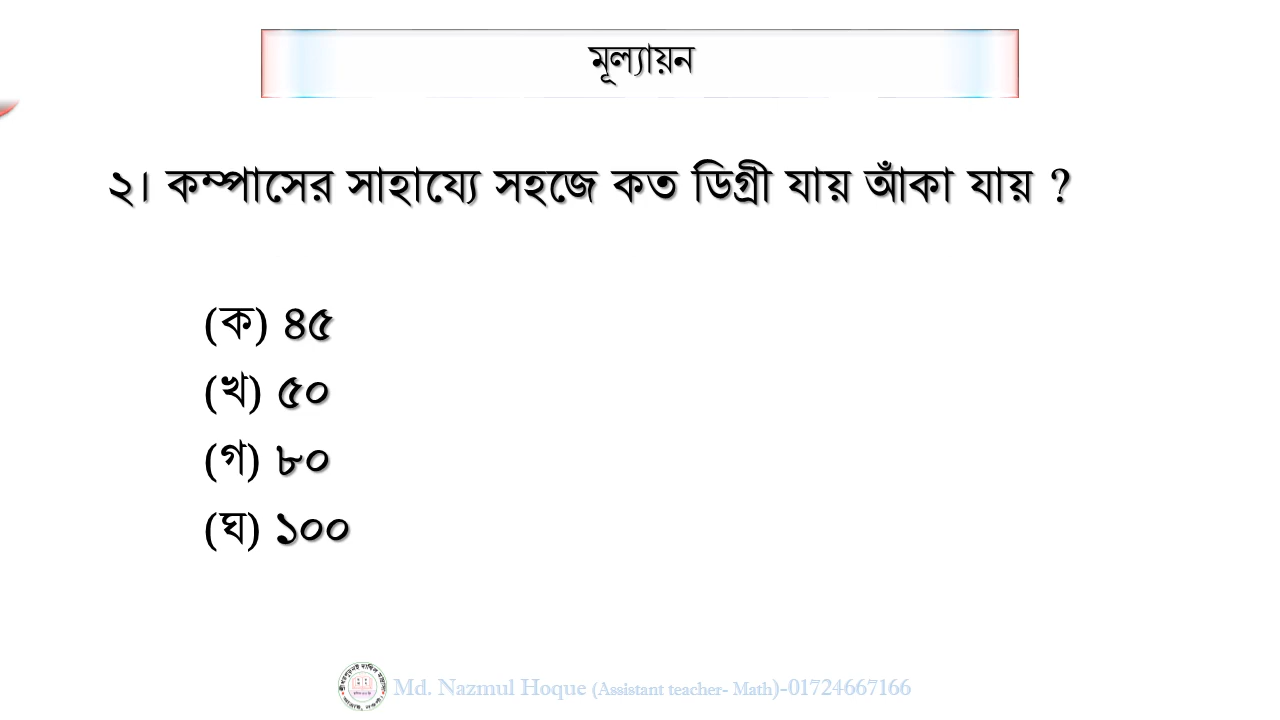 মূল্যায়ন
২। কম্পাসের সাহায্যে সহজে কত ডিগ্রী যায় আঁকা যায় ?
(ক) ৪৫
(খ) ৫০
(গ) ৮০
(ঘ) ১০০
Md. Nazmul Hoque (Assistant teacher- Math)-01724667166